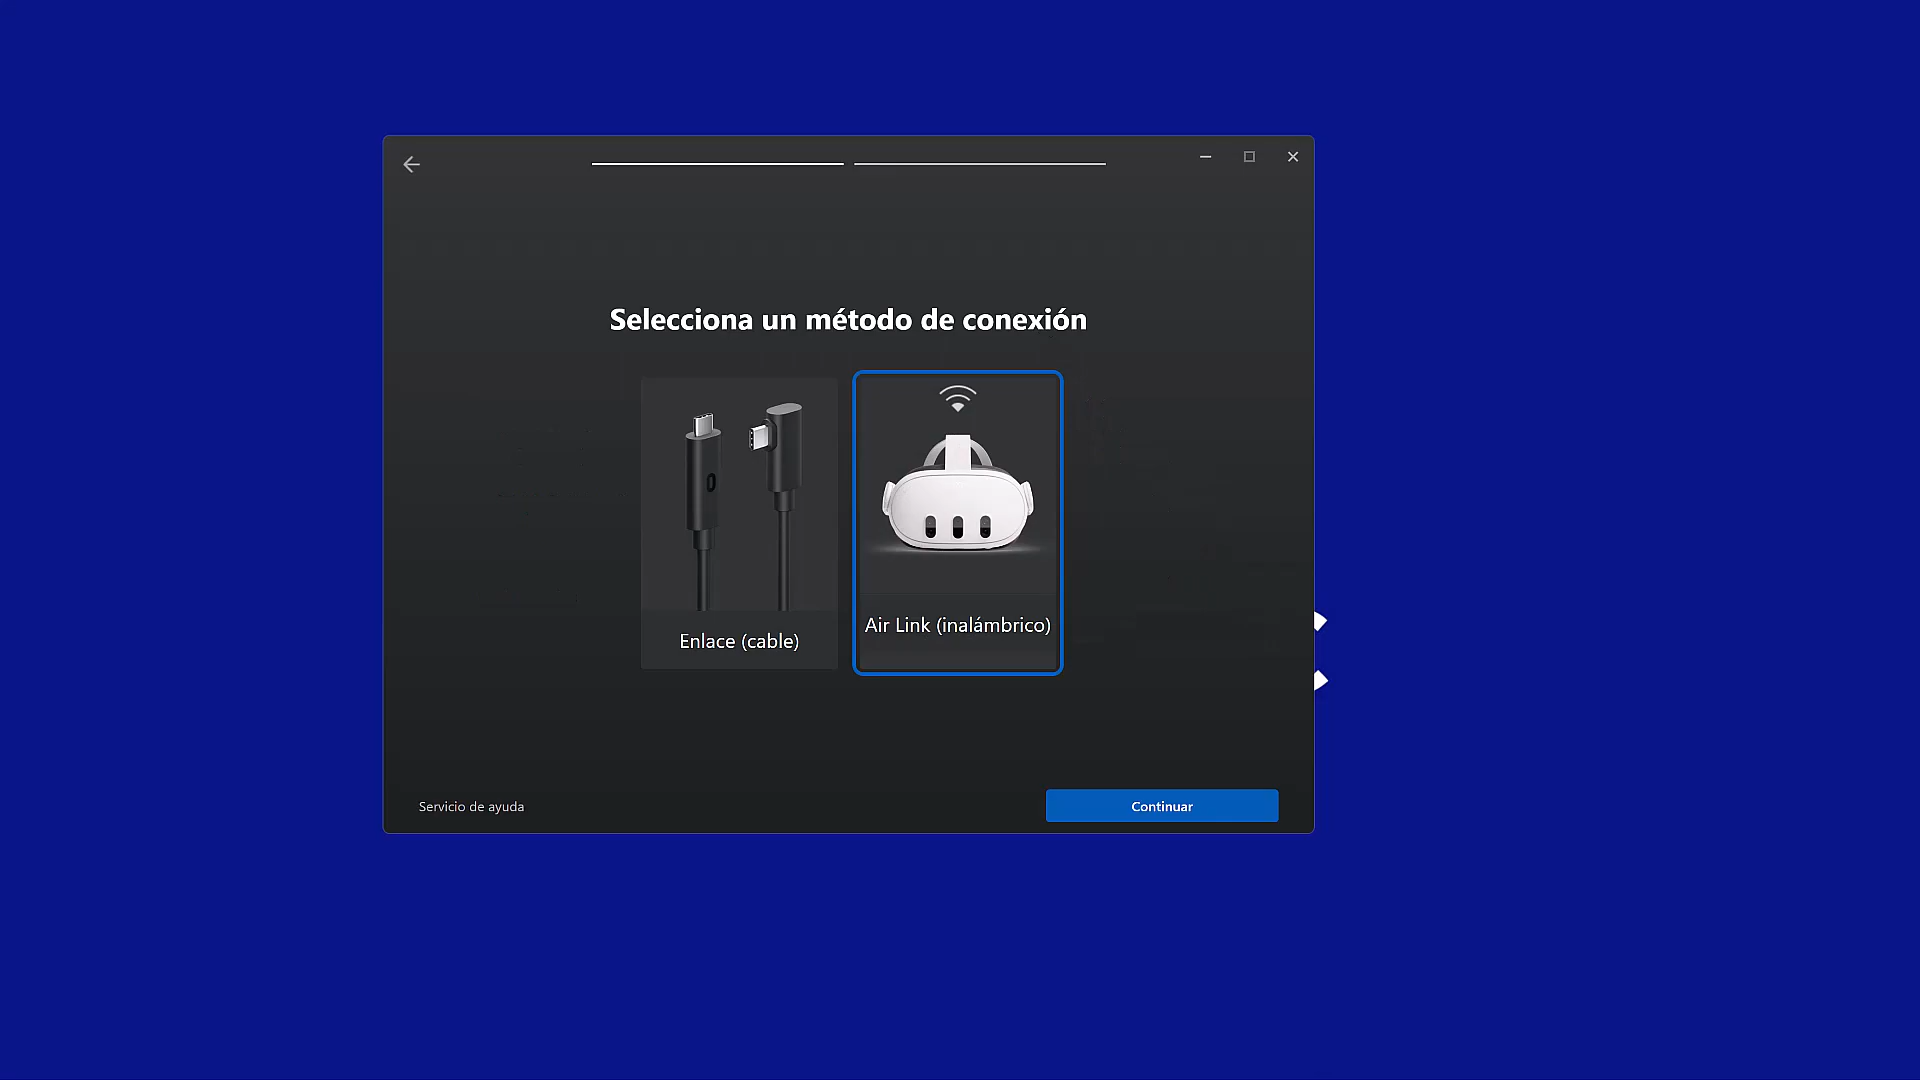 Selecciona un método de conexión
Enlace (cable)
Air Link (inalámbrico)
Servicio de ayuda
Continuar